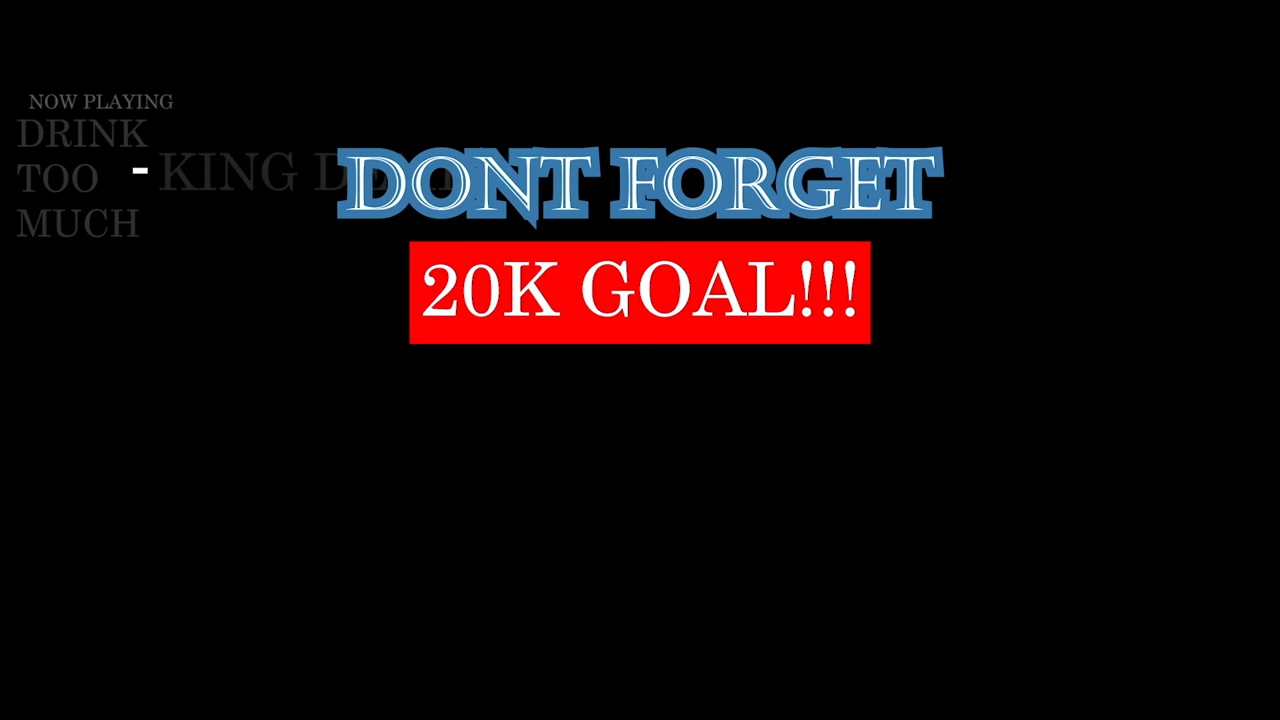 NOW PLAYING
DRINK
TOO
MUCH
- KING
DONT FORGET
20K GOAL!!!